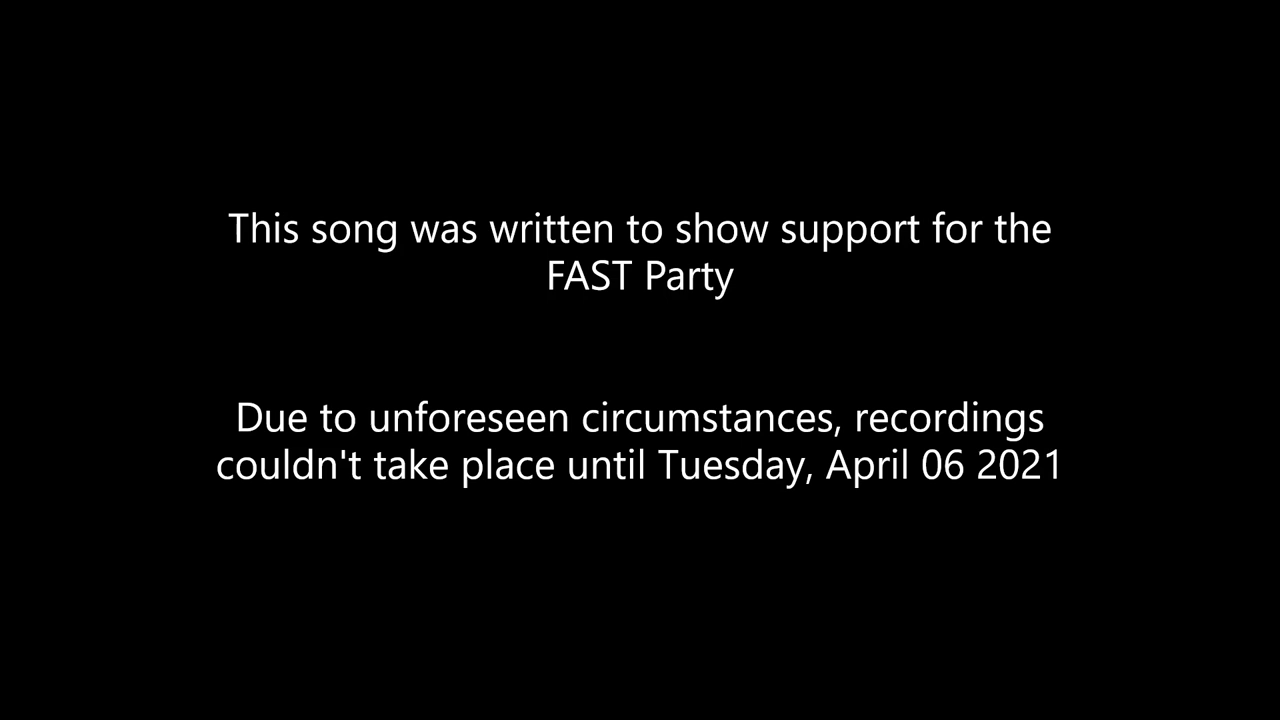 This song was written to show support for the
FAST Party
Due to unforeseen circumstances, recordings
couldn't take place until Tuesday, April 06 2021